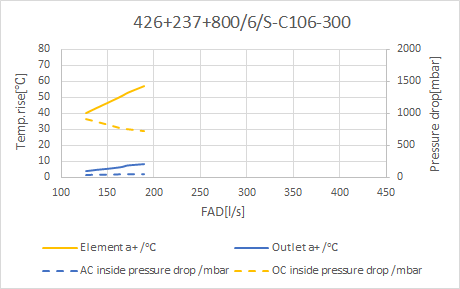 426+237+800/6/S-C106-300
Temp.rise[°C]
80
70
60
50
40
30
20
10
0
2000
1500
1000
500
0
Pressure drop[mbar]
100 150 200 250 300 350 400 450
FAD[l/s]
Element a+ /°C Outlet a+ /°C
AC inside pressure drop /mbar OC inside pressure drop /mbar